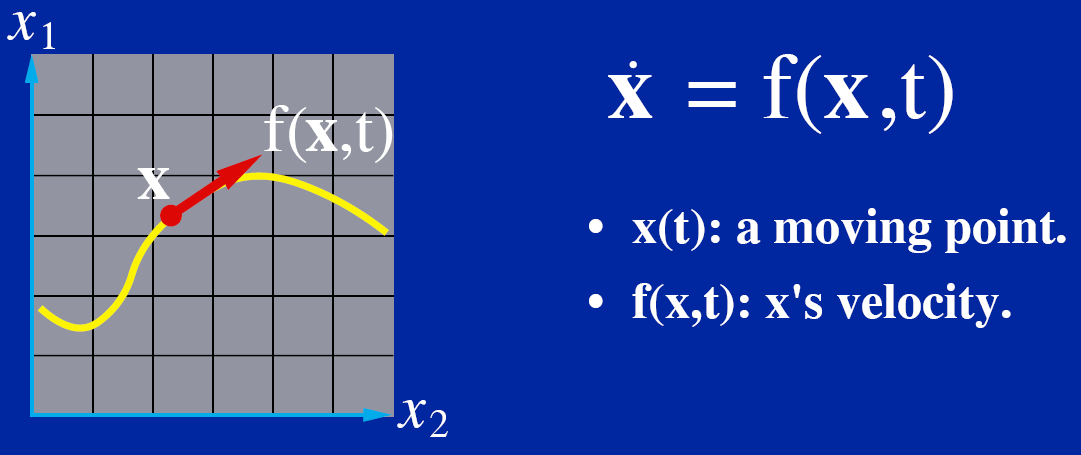 x1
f(x,t)
x
x2
ẋ = f(x,t)
• x(t): a moving point.
• f(x,t): x's velocity.